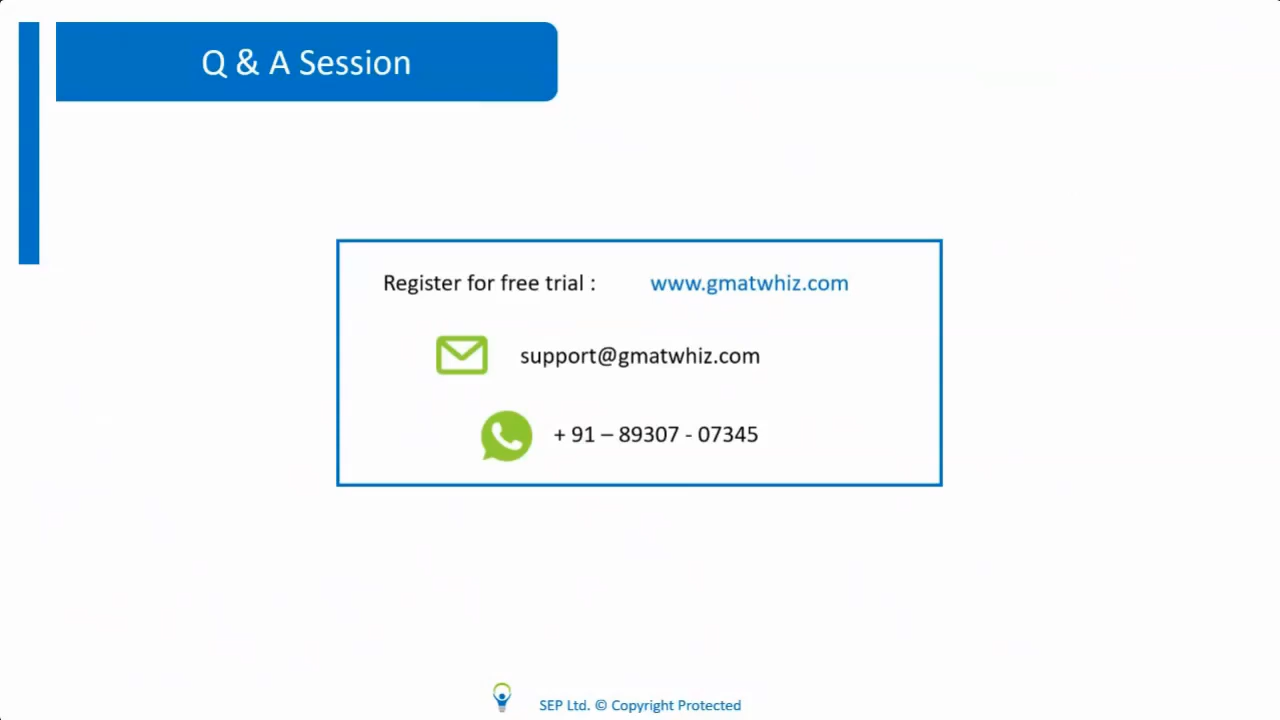 Q & A Session
Register for free trial : www.gmatwhiz.com
support@gmatwhiz.com
+ 91 – 89307 - 07345
SEP Ltd. © Copyright Protected